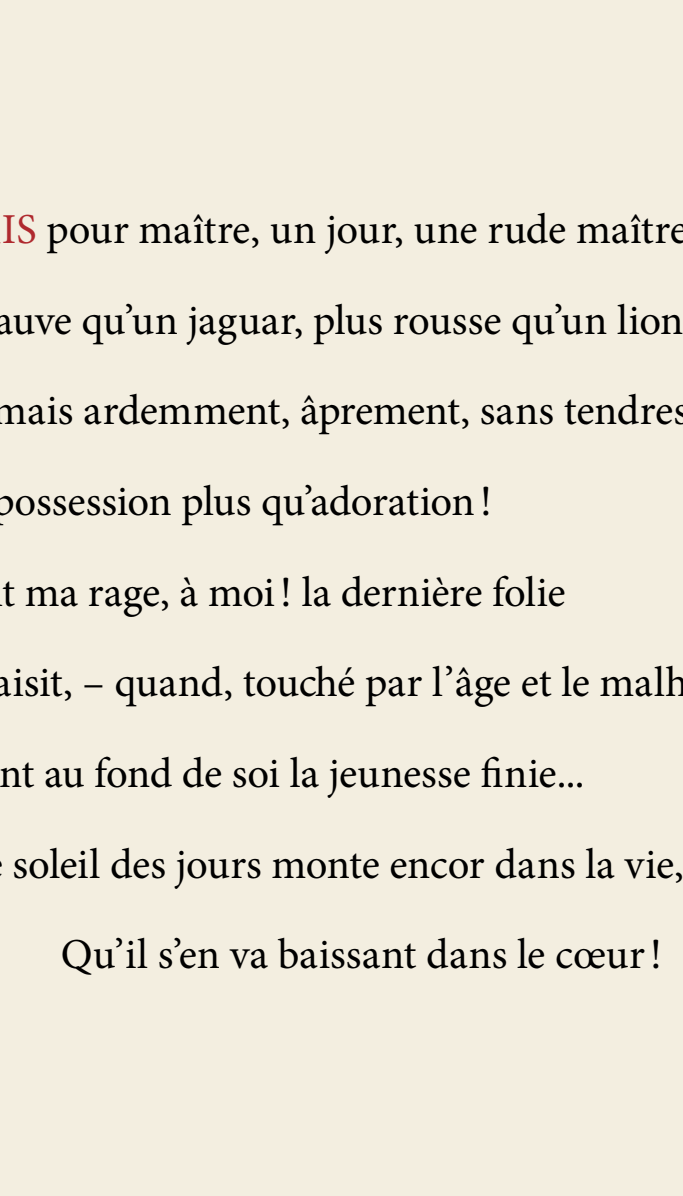 IS pour maître, un jour, une rude maître
auve qu’un jaguar, plus rousse qu’un lion
mais ardemment, âprement, sans tendres
possession plus qu’adoration !
t ma rage, à moi ! la dernière folie
aisit, – quand, touché par l’âge et le malh
nt au fond de soi la jeunesse finie...
e soleil des jours monte encor dans la vie,
Qu’il s’en va baissant dans le cœur !